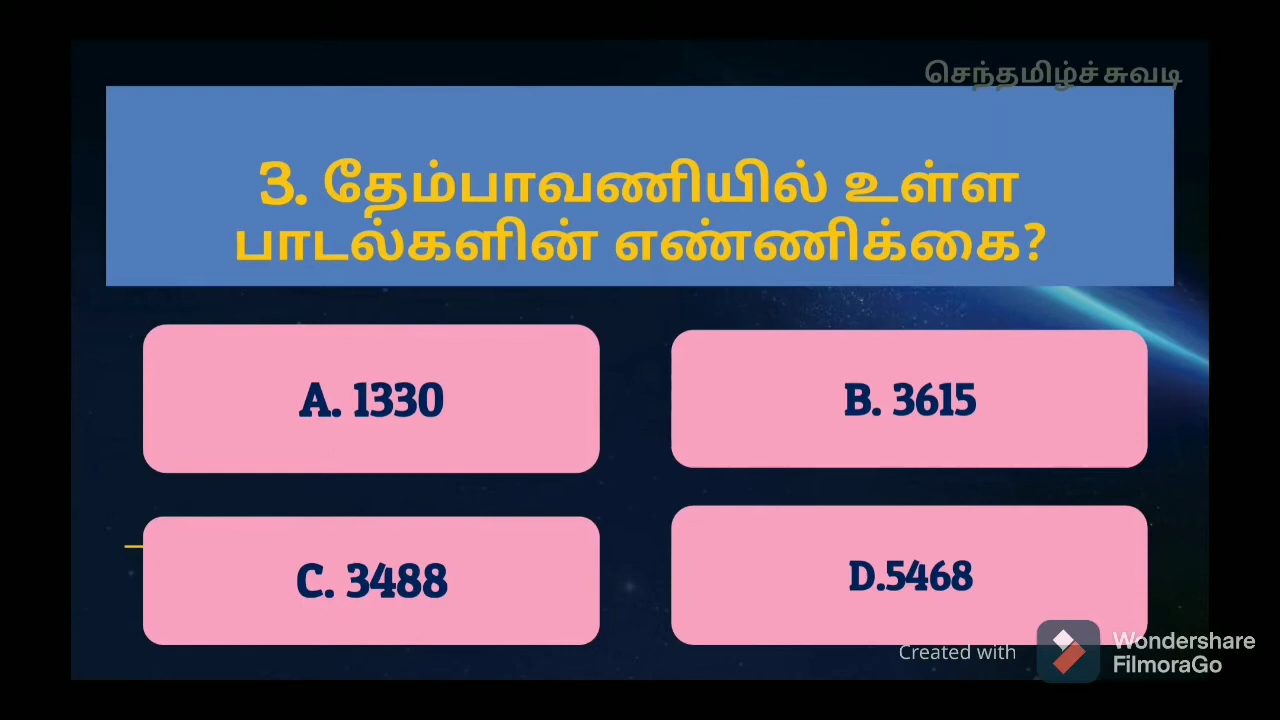 செந்தமிழ்ச்சுவடி
3. தேம்பாவணியில் உள்ள
பாடல்களின் எண்ணிக்கை?
A. 1330
B. 3615
C. 3488
D.5468
Created with
Wondershare
FilmoraGo